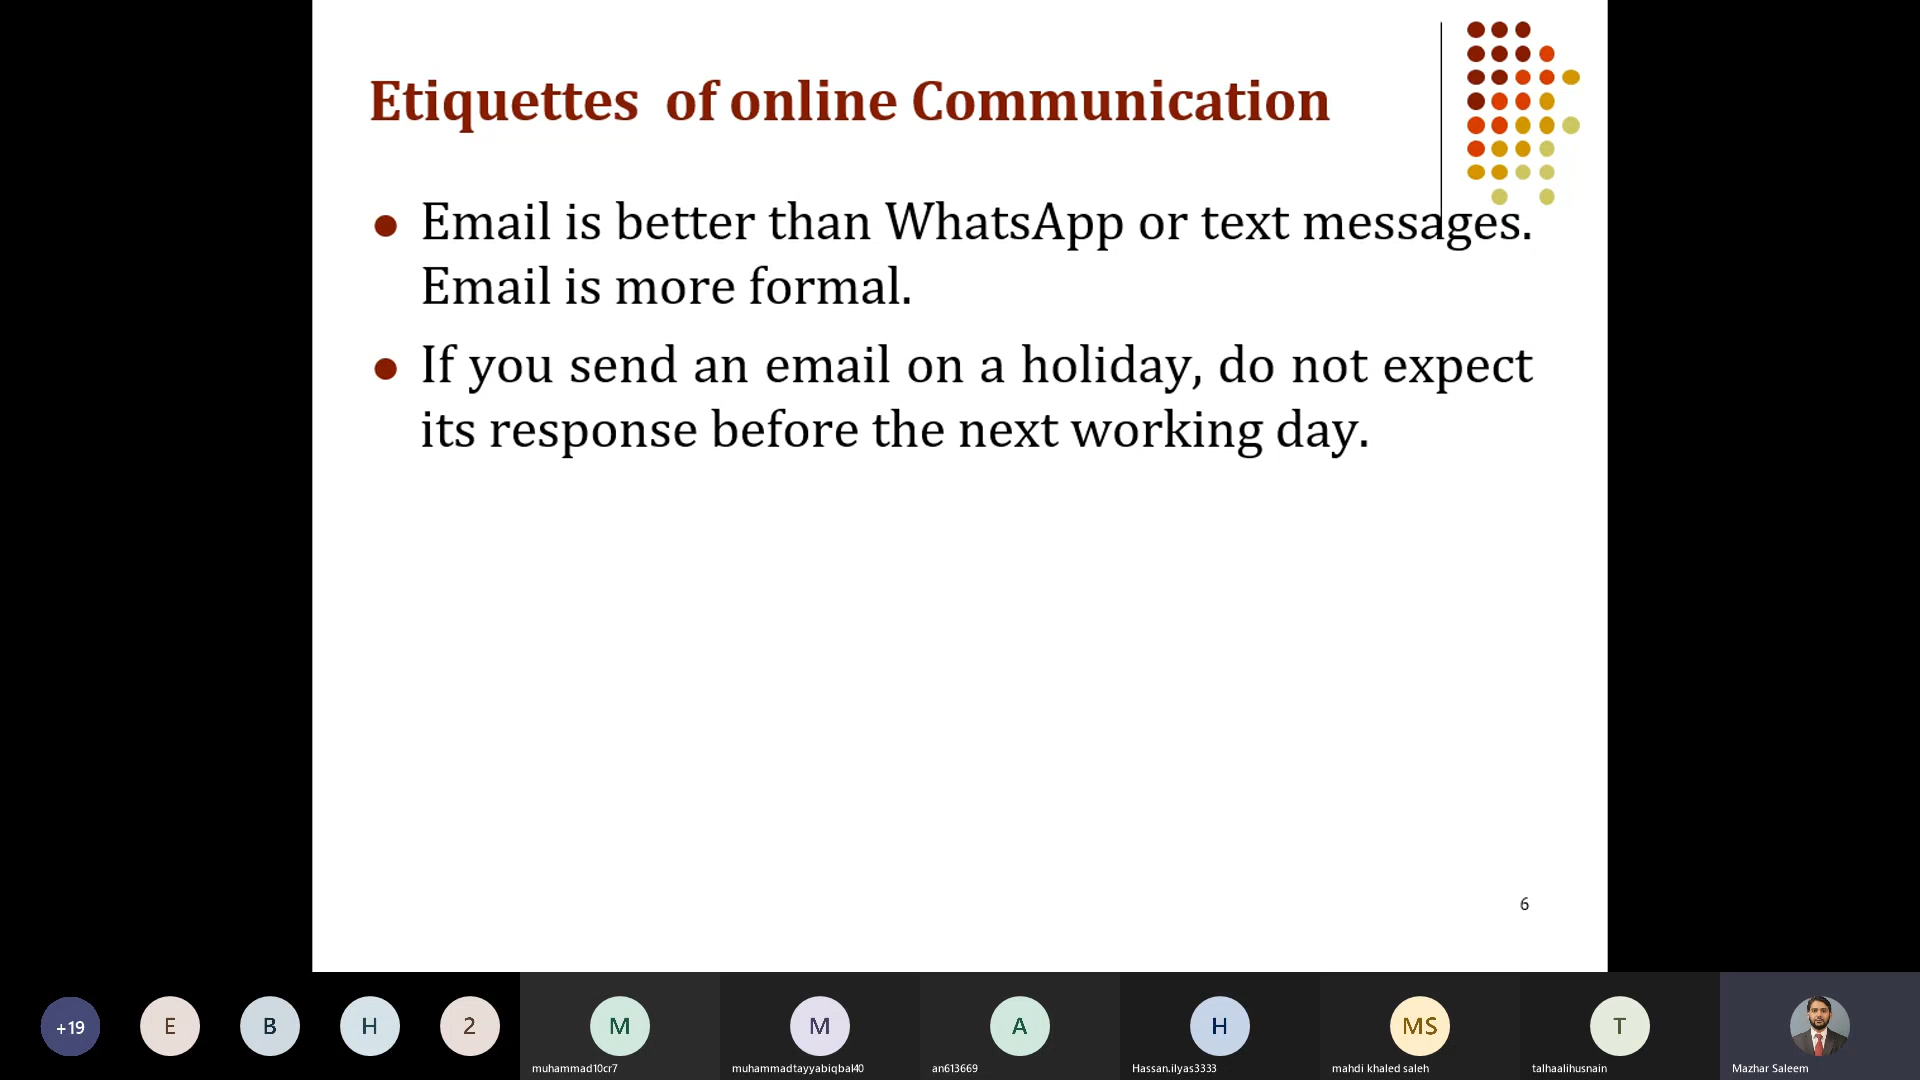 Etiquettes of online Communication
Email is better than WhatsApp or text messages.
Email is more formal.
If you send an email on a holiday, do not expect
its response before the next working day.
6
+19
E
B
H
2
M
M
A
H
MS
T
muhammad10cr7
muhammadtayyabiqbal40
an613669
Hassan.ilyas3333
mahdi khaled saleh
talhaalihusnain
Mazhar Saleem